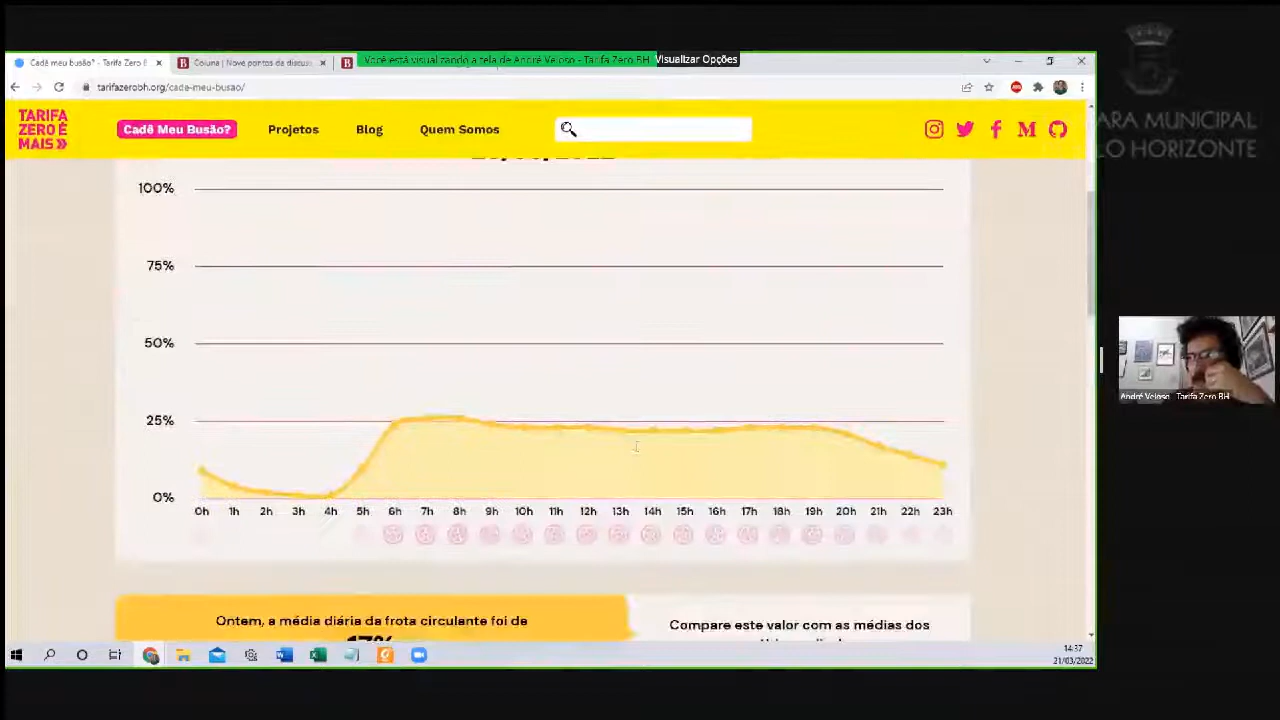 Cadê meu busão? - Tarifa Zero B
Coluna | Nove pontos da discus
Você está visualizando a tela de André Veloso - Tarifa Zero BH
Visualizar Opções
tarifazerobh.org/cade-meu-busao/
TARIFA
ZERO É
MAIS
Cadê Meu Busão?
Projetos
Blog
Quem Somos
ARA MUNICIPAL
LO HORIZONTE
100%
75%
50%
25%
0%
0h 1h 2h 3h 4h 5h 6h 7h 8h 9h 10h 11h 12h 13h 14h 15h 16h 17h 18h 19h 20h 21h 22h 23h
Ontem, a média diária da frota circulante foi de
17%
Compare este valor com as médias dos
André Veloso - Tarifa Zero BH
14:37
21/03/2022